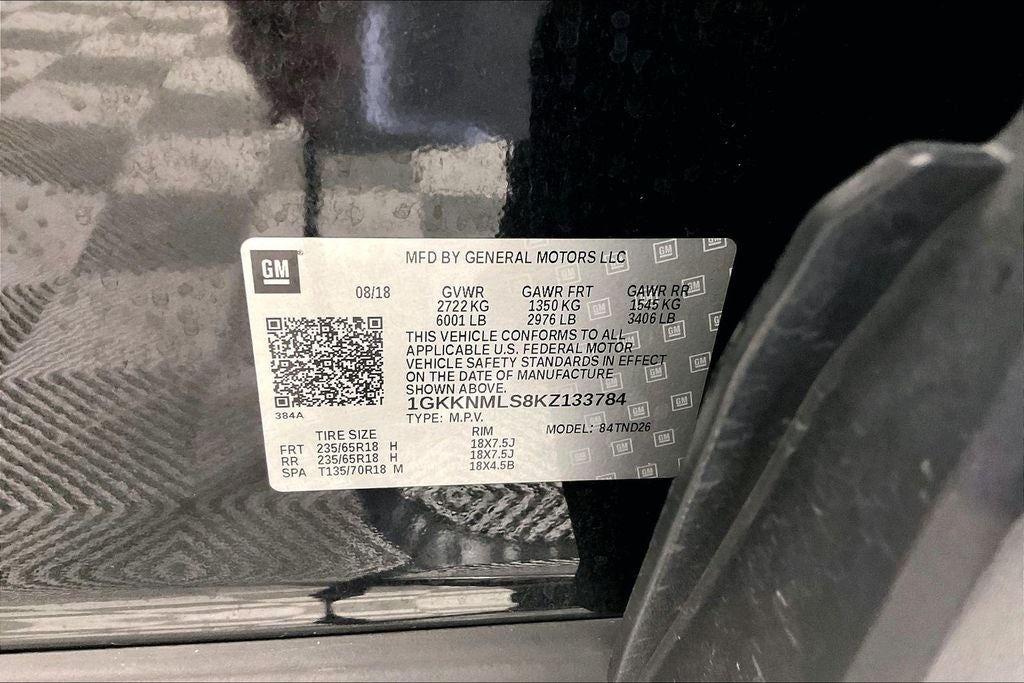 GM
MFD BY GENERAL MOTORS LLC
08/18 GVWR GAWR FRT GAWR RR
2722 KG 1350 KG 1545 KG
6001 LB 2976 LB 3406 LB
THIS VEHICLE CONFORMS TO ALL
APPLICABLE U.S. FEDERAL MOTOR
VEHICLE SAFETY STANDARDS IN EFFECT
ON THE DATE OF MANUFACTURE
SHOWN ABOVE.
384A
1GKKNMLS8KZ133784
TYPE: M.P.V. MODEL: 84TND26
TIRE SIZE RIM
FRT 235/65R18 H 18X7.5J
RR 235/65R18 H 18X7.5J
SPA T135/70R18 M 18X4.5B